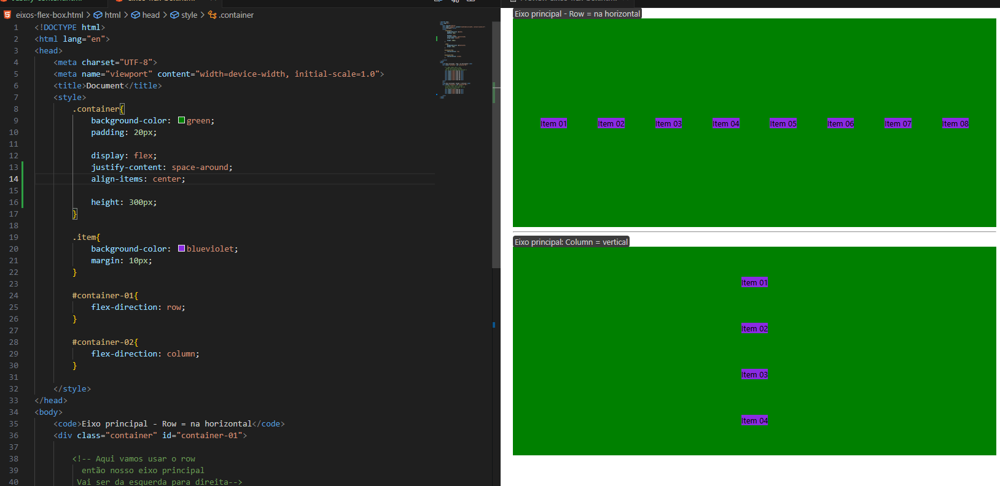 eixos-flex-box.html > html > head > style > .container
1 <!DOCTYPE html>
2 <html lang="en">
3 <head>
4 <meta charset="UTF-8">
5 <meta name="viewport" content="width=device-width, initial-scale=1.0">
6 <title>Document</title>
7 <style>
8 .container{
9 background-color: green;
10 padding: 20px;
11
12 display: flex;
13 justify-content: space-around;
14 align-items: center;
15
16 height: 300px;
17 }
18
19 .item{
20 background-color: blueviolet;
21 margin: 10px;
22 }
23
24 #container-01{
25 flex-direction: row;
26 }
27
28 #container-02{
29 flex-direction: column;
30 }
31
32 </style>
33 </head>
34 <body>
35 <code>Eixo principal - Row = na horizontal</code>
36 <div class="container" id="container-01">
37
38 <!-- Aqui vamos usar o row
39 então nosso eixo principal
40 Vai ser da esquerda para direita-->
Eixo principal - Row = na horizontal
Item 01 Item 02 Item 03 Item 04 Item 05 Item 06 Item 07 Item 08
Eixo principal: Column = vertical
Item 01
Item 02
Item 03
Item 04